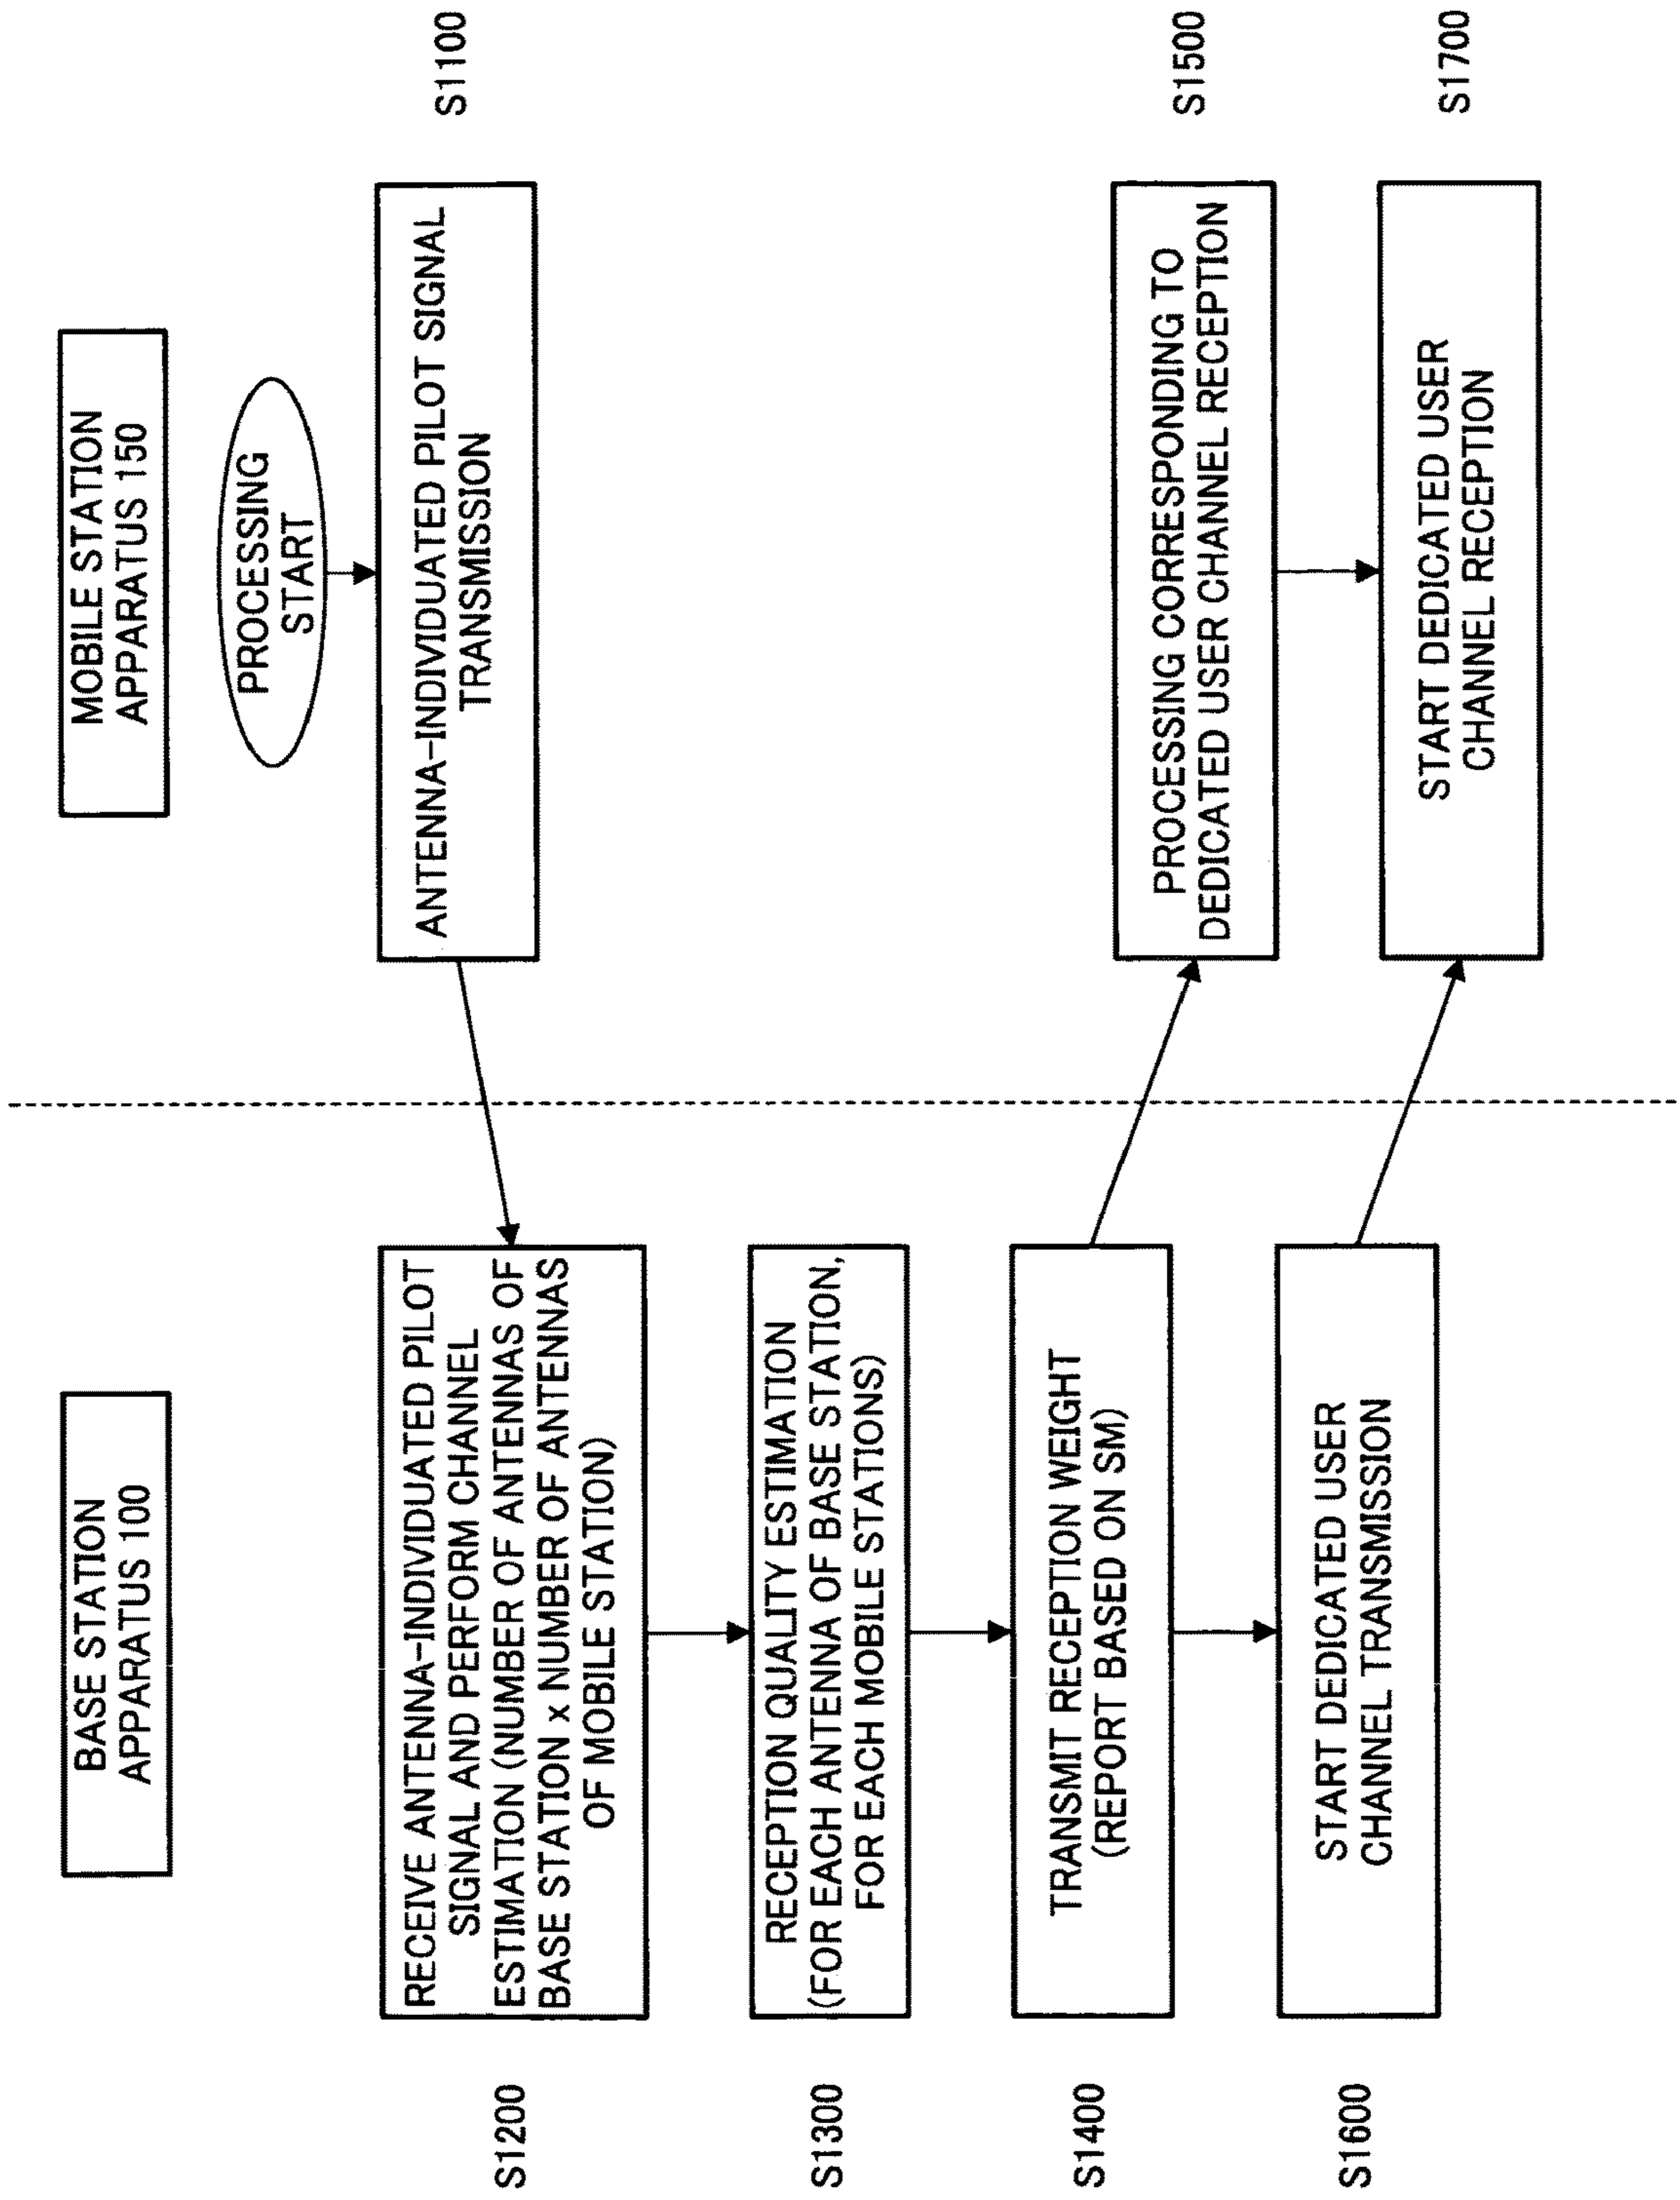 BASE STATION
APPARATUS 100
MOBILE STATION
APPARATUS 150
PROCESSING
START
ANTENNA-INDIVIDUATED PILOT SIGNAL
TRANSMISSION
S1100
S1200
RECEIVE ANTENNA-INDIVIDUATED PILOT
SIGNAL AND PERFORM CHANNEL
ESTIMATION (NUMBER OF ANTENNAS OF
BASE STATION x NUMBER OF ANTENNAS
OF MOBILE STATION)
S1300
RECEPTION QUALITY ESTIMATION
(FOR EACH ANTENNA OF BASE STATION,
FOR EACH MOBILE STATIONS)
S1400
TRANSMIT RECEPTION WEIGHT
(REPORT BASED ON SM)
PROCESSING CORRESPONDING TO
DEDICATED USER CHANNEL RECEPTION
S1500
S1600
START DEDICATED USER
CHANNEL TRANSMISSION
START DEDICATED USER
CHANNEL RECEPTION
S1700